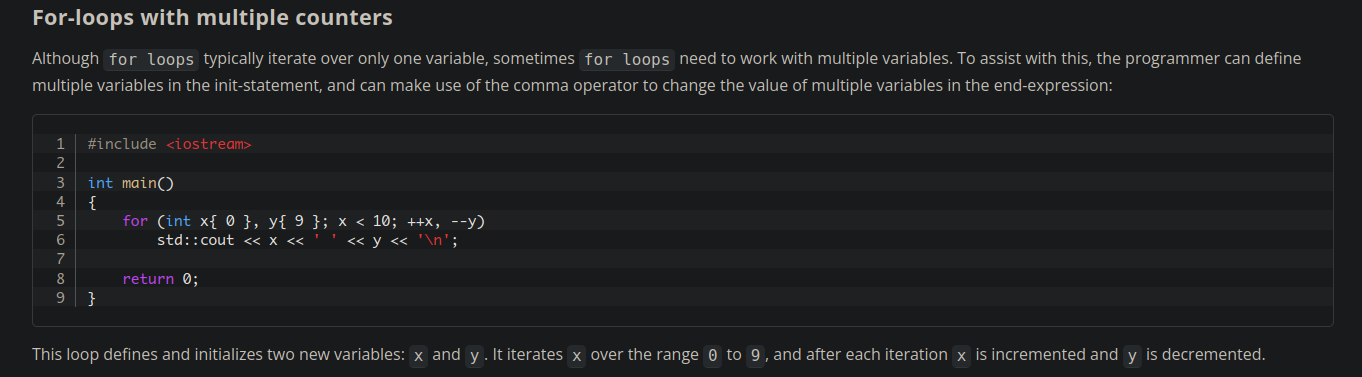 For-loops with multiple counters
Although for loops typically iterate over only one variable, sometimes for loops need to work with multiple variables. To assist with this, the programmer can define
multiple variables in the init-statement, and can make use of the comma operator to change the value of multiple variables in the end-expression:
1 #include <iostream>
2
3 int main()
4 {
5     for (int x{ 0 }, y{ 9 }; x < 10; ++x, --y)
6         std::cout << x << ' ' << y << '\n';
7
8     return 0;
9 }
This loop defines and initializes two new variables: x and y. It iterates x over the range 0 to 9, and after each iteration x is incremented and y is decremented.